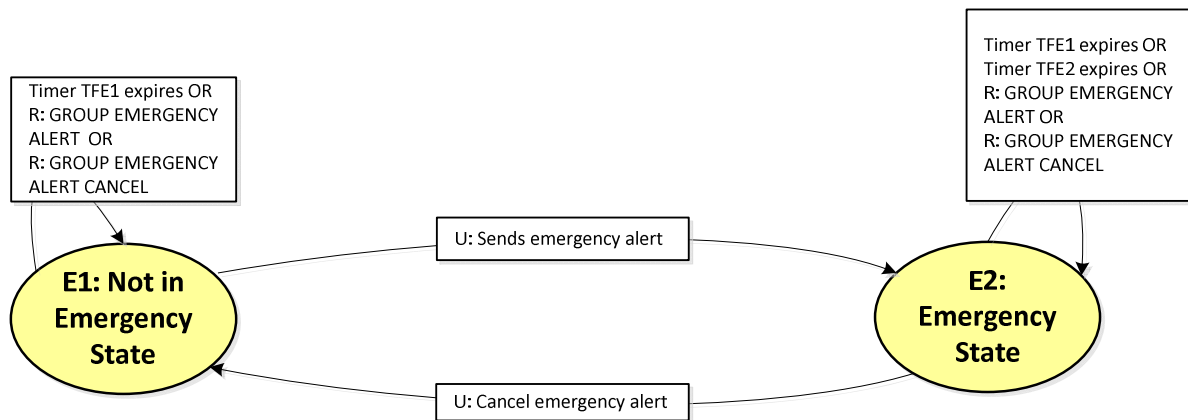 Timer TFE1 expires OR
R: GROUP EMERGENCY
ALERT OR
R: GROUP EMERGENCY
ALERT CANCEL
Timer TFE1 expires OR
Timer TFE2 expires OR
R: GROUP EMERGENCY
ALERT OR
R: GROUP EMERGENCY
ALERT CANCEL
U: Sends emergency alert
E1: Not in
Emergency
State
E2:
Emergency
State
U: Cancel emergency alert